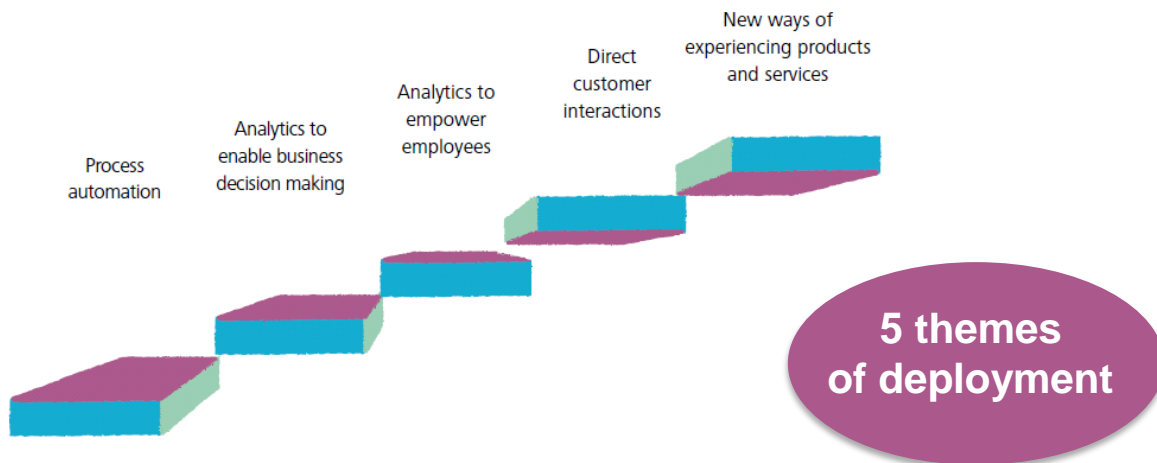 Process
automation
Analytics to
enable business
decision making
Analytics to
empower
employees
Direct
customer
interactions
New ways of
experiencing products
and services
5 themes
of deployment